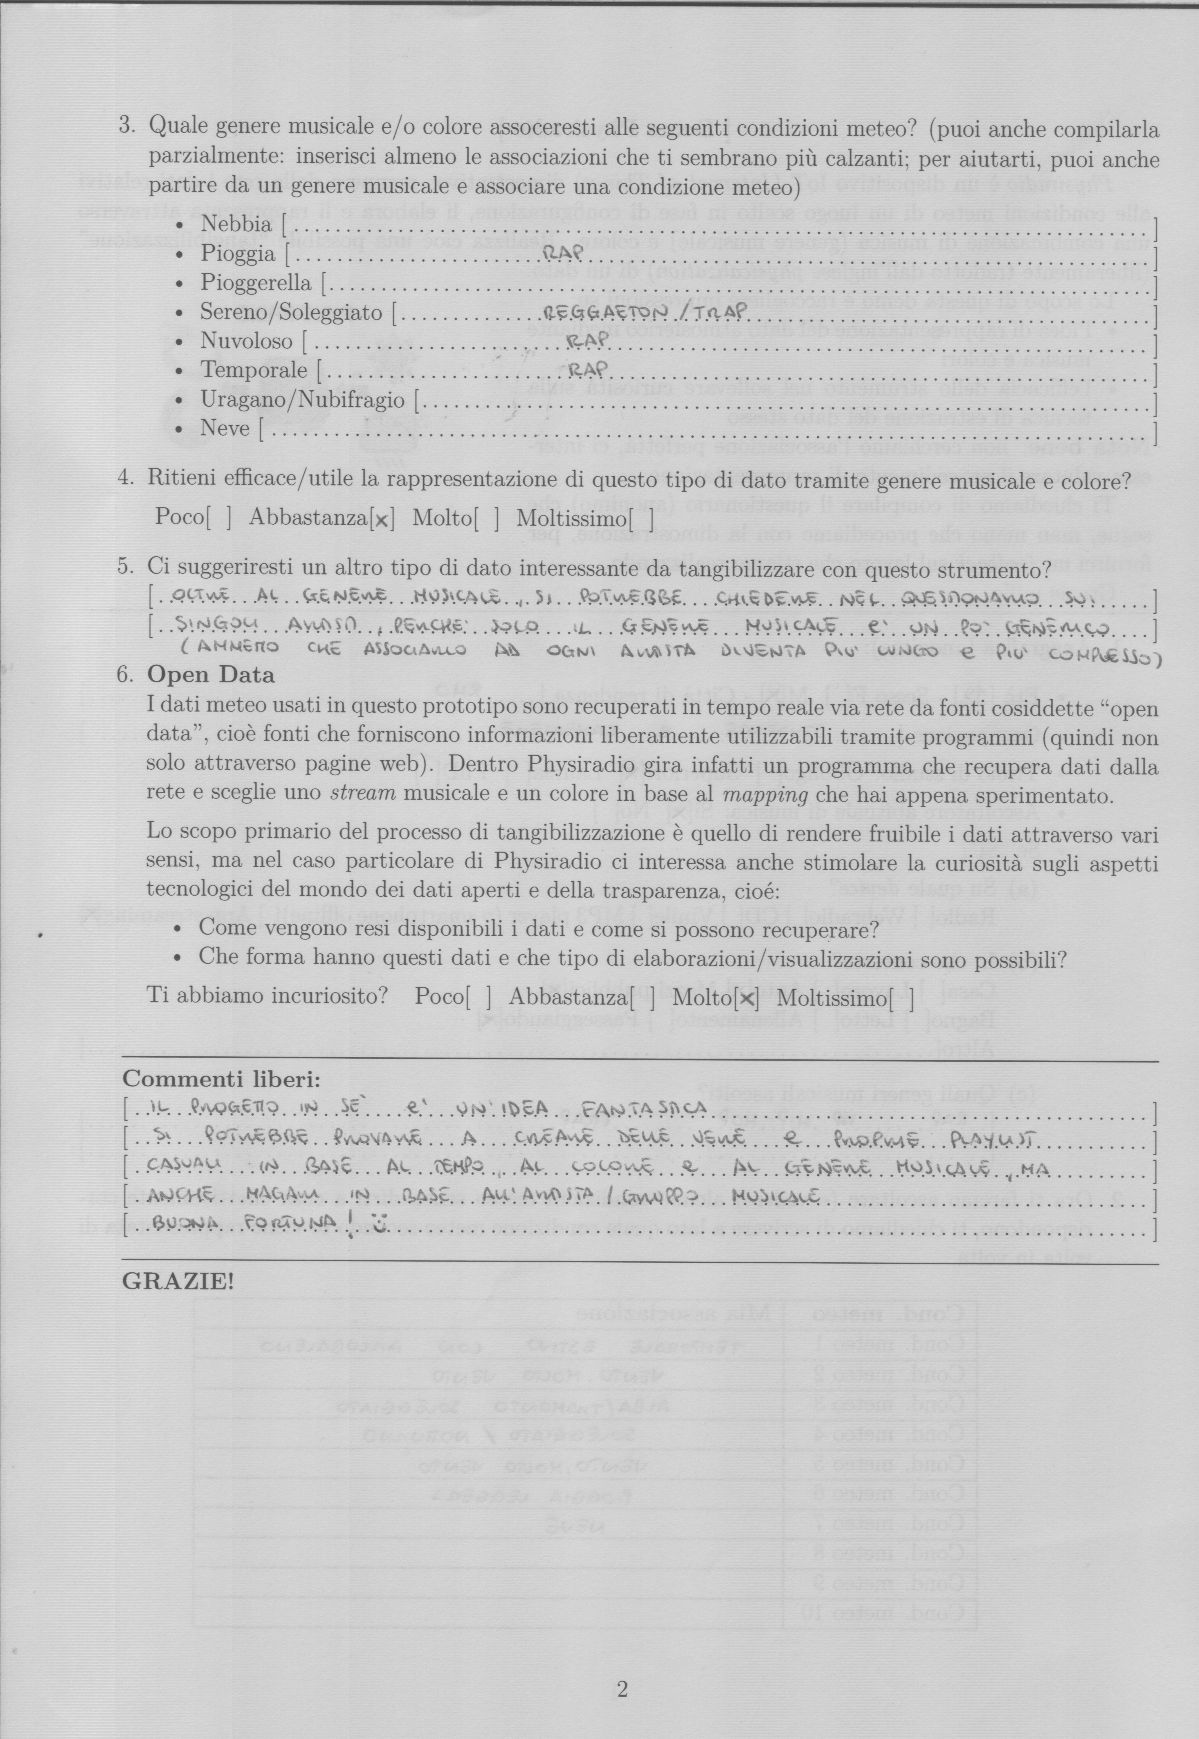 3. Quale genere musicale e/o colore assoceresti alle seguenti condizioni meteo? (puoi anche compilarla
parzialmente: inserisci almeno le associazioni che ti sembrano più calzanti; per aiutarti, puoi anche
partire da un genere musicale e associare una condizione meteo)
• Nebbia [ ]
• Pioggia [ RAP ]
• Pioggerella [ ]
• Sereno/Soleggiato [ REGGAETON / TRAP ]
• Nuvoloso [ RAP ]
• Temporale [ RAP ]
• Uragano/Nubifragio [ ]
• Neve [ ]
4. Ritieni efficace/utile la rappresentazione di questo tipo di dato tramite genere musicale e colore?
Poco[ ] Abbastanza[x] Molto[ ] Moltissimo[ ]
5. Ci suggeriresti un altro tipo di dato interessante da tangibilizzare con questo strumento?
[ OLTRE AL GENERE MUSICALE, SI POTREBBE CHIEDERE NEL QUESTIONARIO SUI ]
[ SINGOLI ARTISTI, PERCHE' SOLO IL GENERE MUSICALE E' UN PO' GENERICO ]
( AMMETTO CHE ASSOCIARLO AD OGNI ARTISTA DIVENTA PIU' LUNGO E PIU' COMPLESSO)
6. Open Data
I dati meteo usati in questo prototipo sono recuperati in tempo reale via rete da fonti cosiddette “open
data”, cioè fonti che forniscono informazioni liberamente utilizzabili tramite programmi (quindi non
solo attraverso pagine web). Dentro Physiradio gira infatti un programma che recupera dati dalla
rete e sceglie uno stream musicale e un colore in base al mapping che hai appena sperimentato.
Lo scopo primario del processo di tangibilizzazione è quello di rendere fruibile i dati attraverso vari
sensi, ma nel caso particolare di Physiradio ci interessa anche stimolare la curiosità sugli aspetti
tecnologici del mondo dei dati aperti e della trasparenza, cioé:
• Come vengono resi disponibili i dati e come si possono recuperare?
• Che forma hanno questi dati e che tipo di elaborazioni/visualizzazioni sono possibili?
Ti abbiamo incuriosito? Poco[ ] Abbastanza[ ] Molto[x] Moltissimo[ ]
Commenti liberi:
[ IL PROGETTO IN SE' E' UN'IDEA FANTASTICA ]
[ SI POTREBBE PROVARE A CREARE DELLE VERE E PROPRIE PLAYLIST ]
[ CASUALI IN BASE AL TEMPO, AL COLORE E AL GENERE MUSICALE, MA ]
[ ANCHE MAGARI IN BASE ALL'ARTISTA / GRUPPO MUSICALE ]
[ BUONA FORTUNA! :) ]
GRAZIE!
2